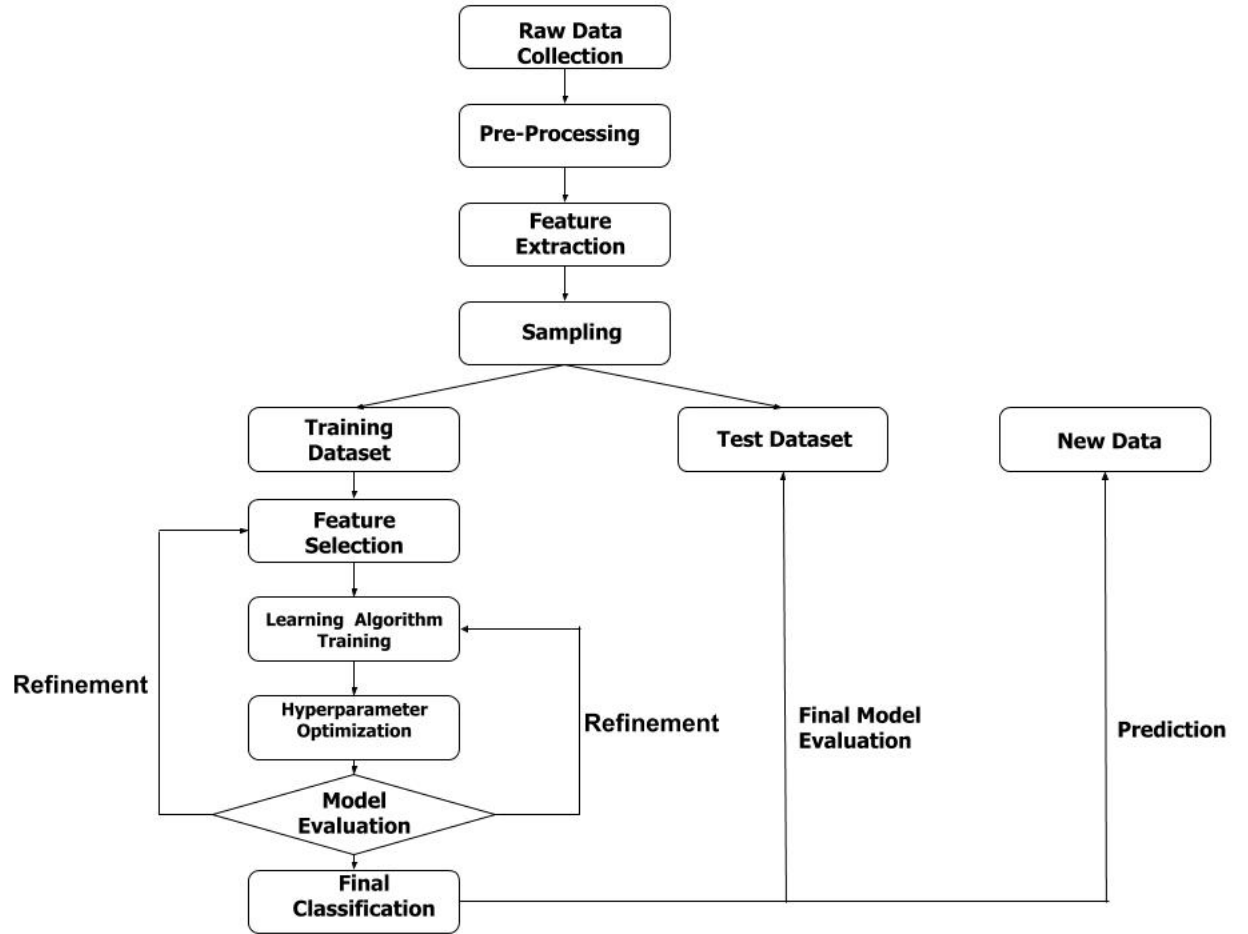 Raw Data
Collection
Pre-Processing
Feature
Extraction
Sampling
Training
Dataset
Test Dataset
New Data
Feature
Selection
Learning Algorithm
Training
Refinement
Hyperparameter
Optimization
Refinement
Final Model
Evaluation
Prediction
Model
Evaluation
Final
Classification